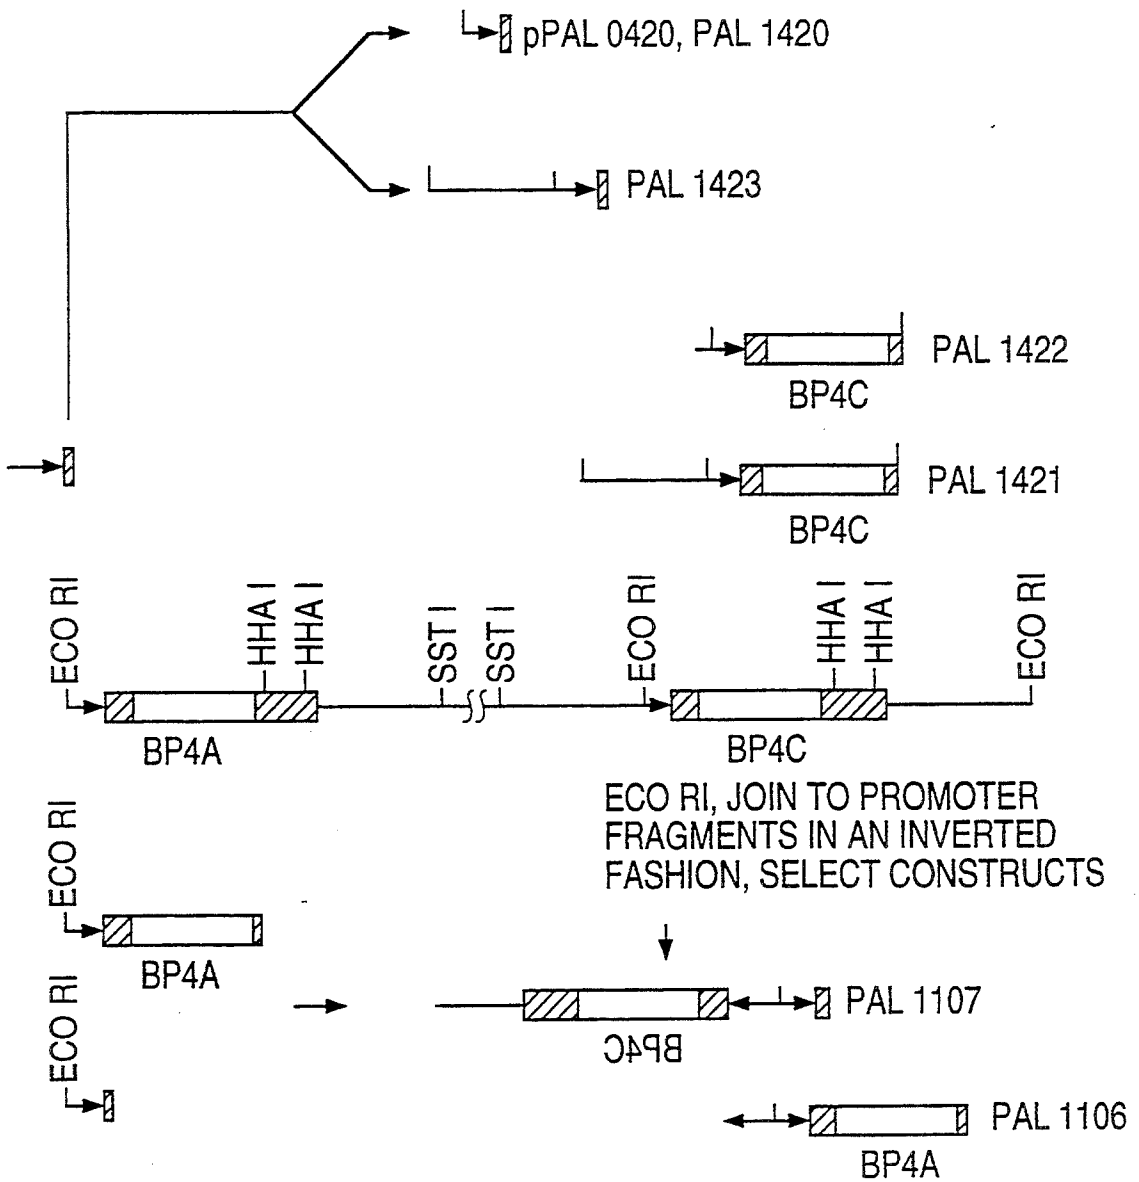 pPAL 0420, PAL 1420
PAL 1423
PAL 1422
BP4C
PAL 1421
BP4C
ECO RI
HHA I
HHA I
SST I
SST I
ECO RI
HHA I
HHA I
ECO RI
BP4A
BP4C
ECO RI, JOIN TO PROMOTER
FRAGMENTS IN AN INVERTED
FASHION, SELECT CONSTRUCTS
ECO RI
BP4A
ECO RI
PAL 1107
BP4C
PAL 1106
BP4A